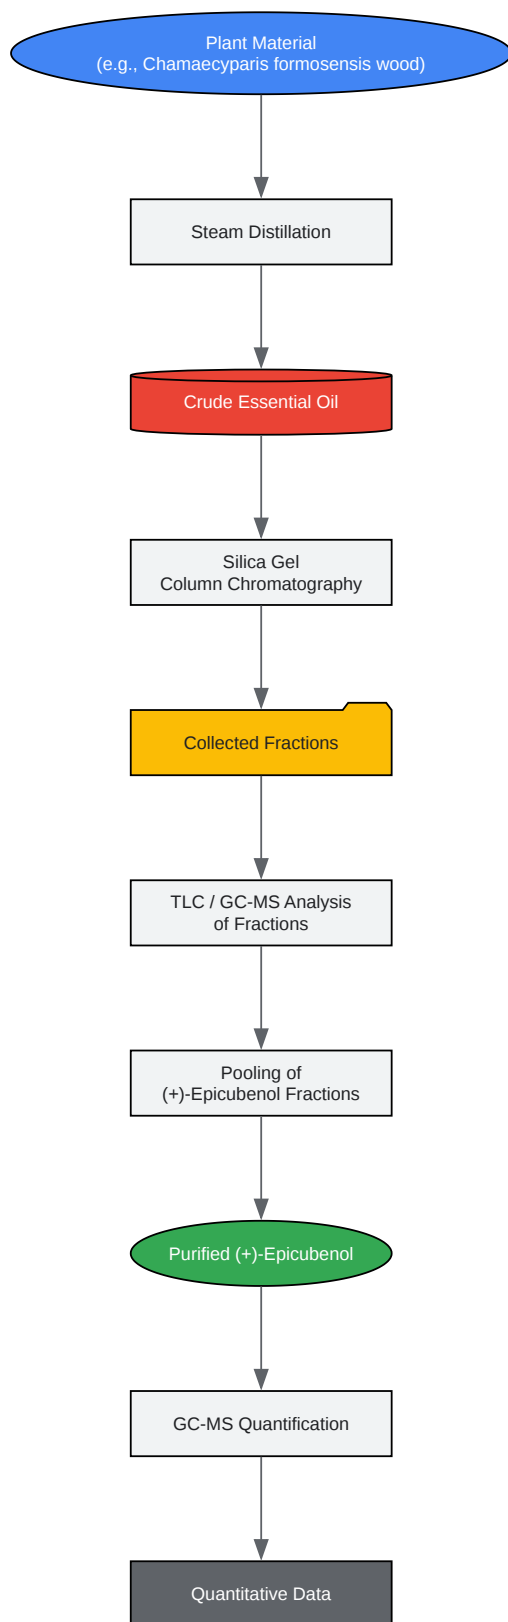 Plant Material
(e.g., Chamaecyparis formosensis wood)
Steam Distillation
Crude Essential Oil
Silica Gel
Column Chromatography
Collected Fractions
TLC / GC-MS Analysis
of Fractions
Pooling of
(+)-Epicubenol Fractions
Purified (+)-Epicubenol
GC-MS Quantification
Quantitative Data